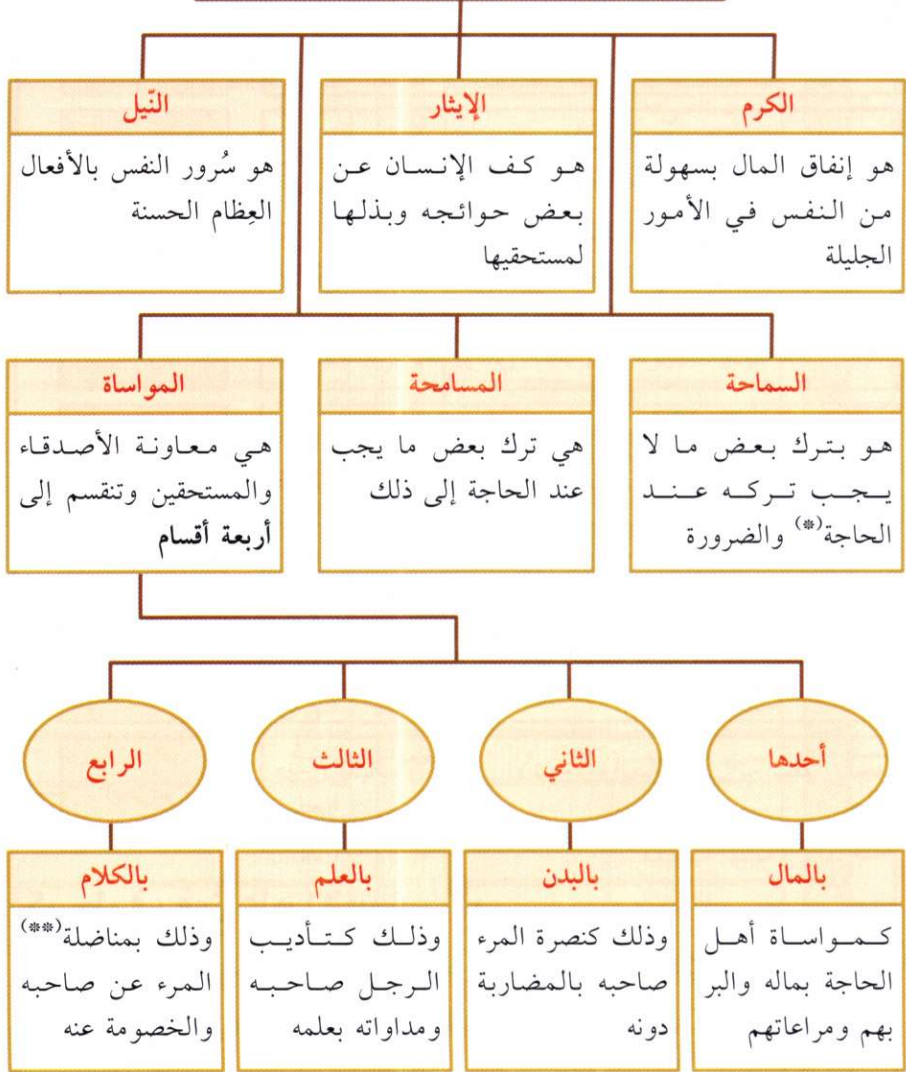 الكرم
هو إنفاق المال بسهولة
من النفس في الأمور
الجليلة
الإيثار
هو كف الإنسان عن
بعض حوائجه وبذلها
لمستحقيها
النّيل
هو سُرور النفس بالأفعال
العِظام الحسنة
السماحة
هو بترك بعض ما لا
يجب تركه عند
الحاجة(*) والضرورة
المسامحة
هي ترك بعض ما يجب
عند الحاجة إلى ذلك
المواساة
هي معاونة الأصدقاء
والمستحقين وتنقسم إلى
أربعة أقسام
أحدها
الثاني
الثالث
الرابع
بالمال
كمواساة أهل
الحاجة بماله والبر
بهم ومراعاتهم
بالبدن
وذلك كنصرة المرء
صاحبه بالمضاربة
دونه
بالعلم
وذلك كتأديب
الرجل صاحبه
ومداواته بعلمه
بالكلام
وذلك بمناضلة(**)
المرء عن صاحبه
والخصومة عنه